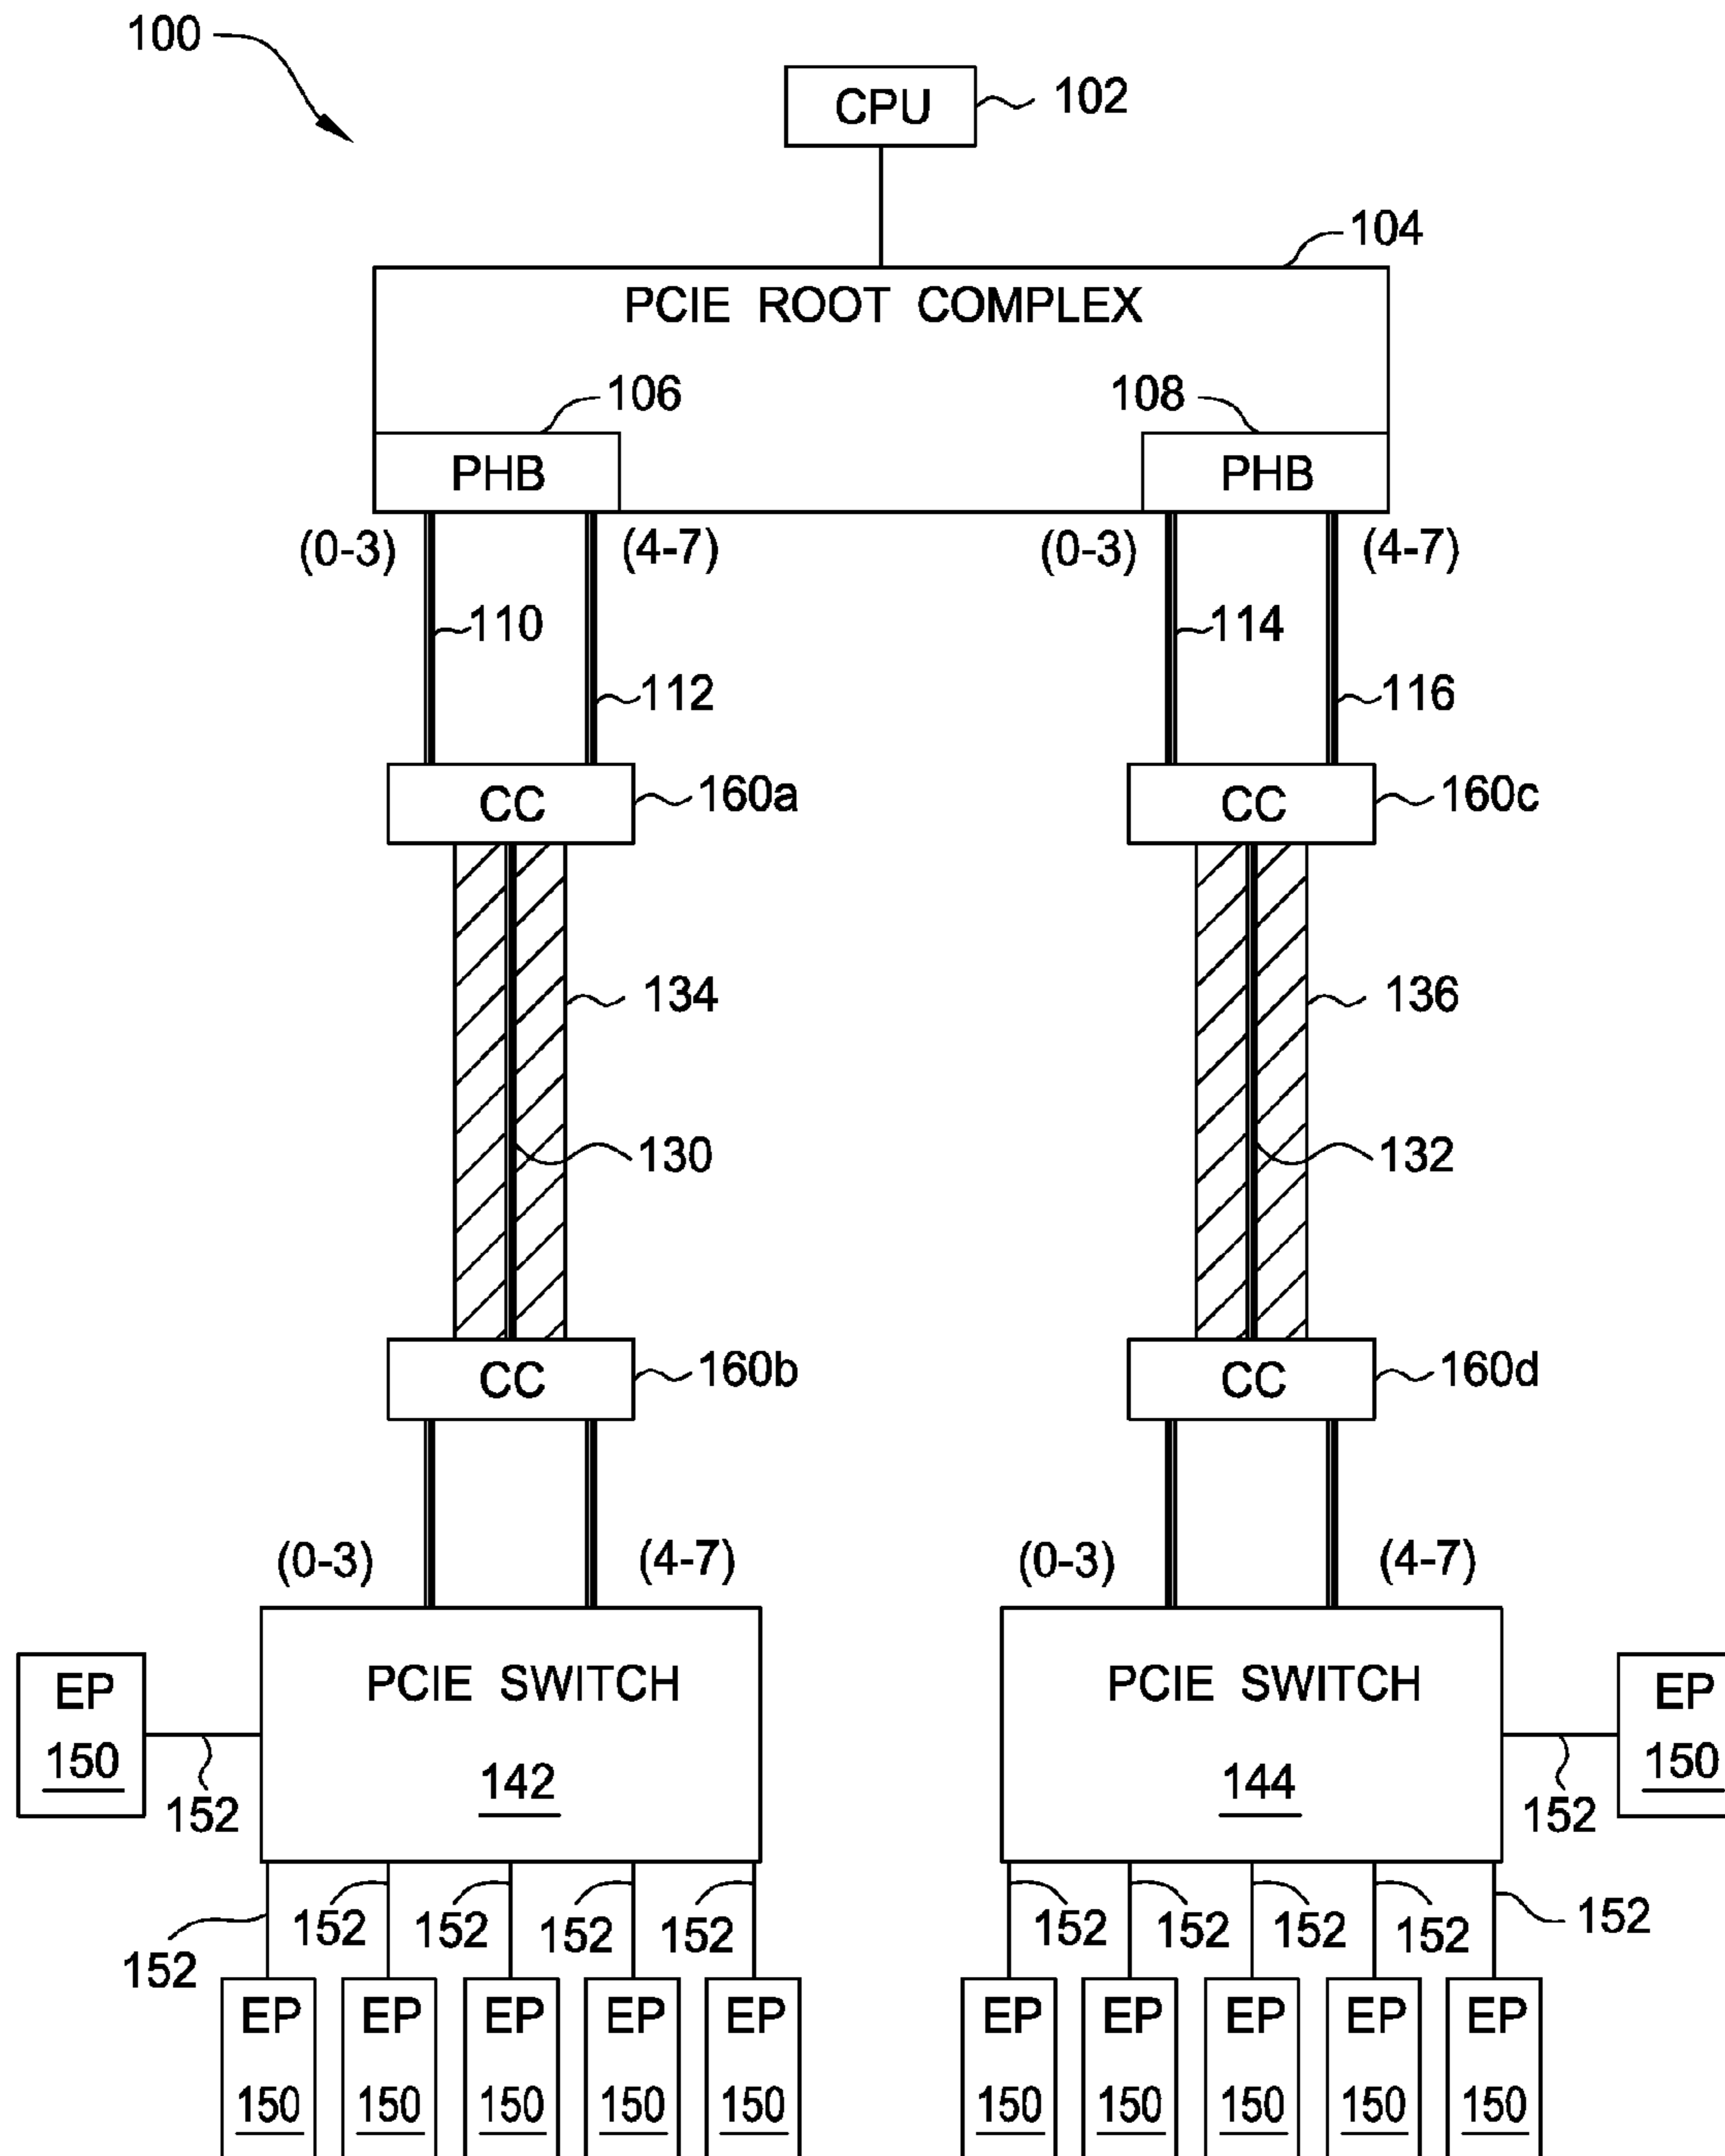 100
CPU 102
104
PCIE ROOT COMPLEX
106 108
PHB PHB
(0-3) (4-7) (0-3) (4-7)
110 114
112 116
CC 160a CC 160c
134 136
130 132
CC 160b CC 160d
(0-3) (4-7) (0-3) (4-7)
EP PCIE SWITCH PCIE SWITCH EP
150 142 144 150
152 152
152 152 152 152 152 152 152 152 152
152
EP EP EP EP EP EP EP EP EP EP
150 150 150 150 150 150 150 150 150 150